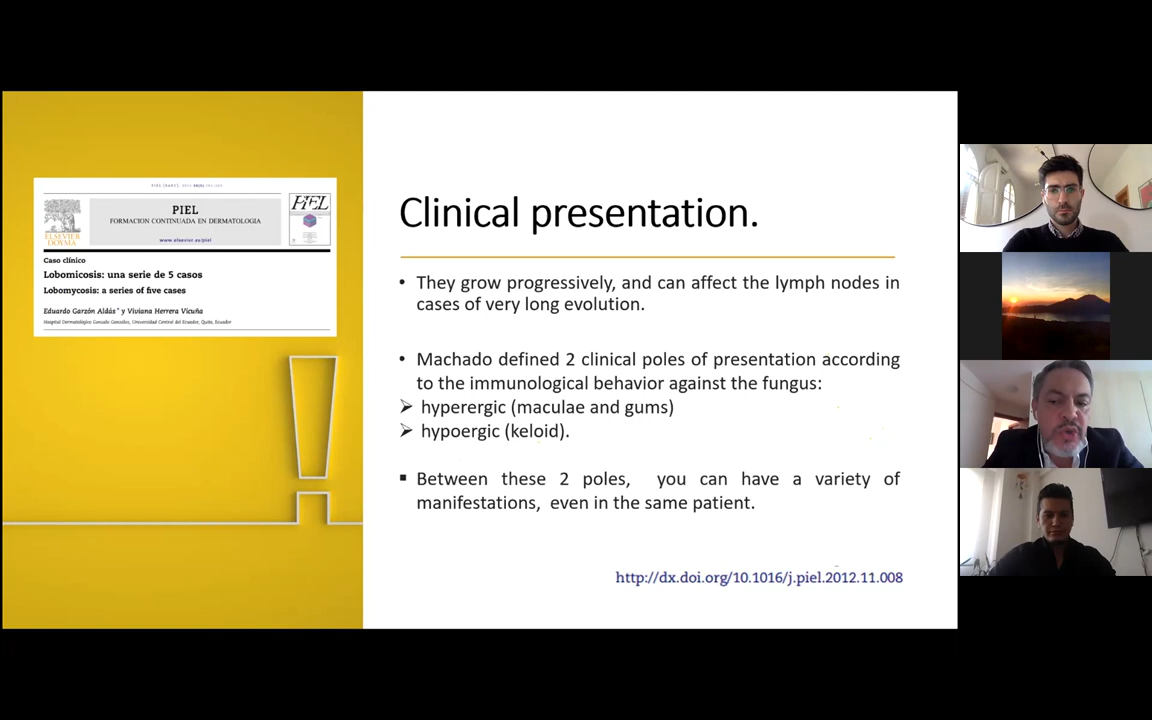 PIEL
FORMACION CONTINUADA EN DERMATOLOGIA
www.elsevier.es/piel
ELSEVIER
DOYMA
PIEL
Caso clínico
Lobomicosis: una serie de 5 casos
Lobomycosis: a series of five cases
Eduardo Garzón Aldás* y Viviana Herrera Vicuña
Hospital Dermatológico Gonzalo González, Universidad Central del Ecuador, Quito, Ecuador
Clinical presentation.
• They grow progressively, and can affect the lymph nodes in
cases of very long evolution.
• Machado defined 2 clinical poles of presentation according
to the immunological behavior against the fungus:
➢ hyperergic (maculae and gums)
➢ hypoergic (keloid).
▪ Between these 2 poles, you can have a variety of
manifestations, even in the same patient.
http://dx.doi.org/10.1016/j.piel.2012.11.008